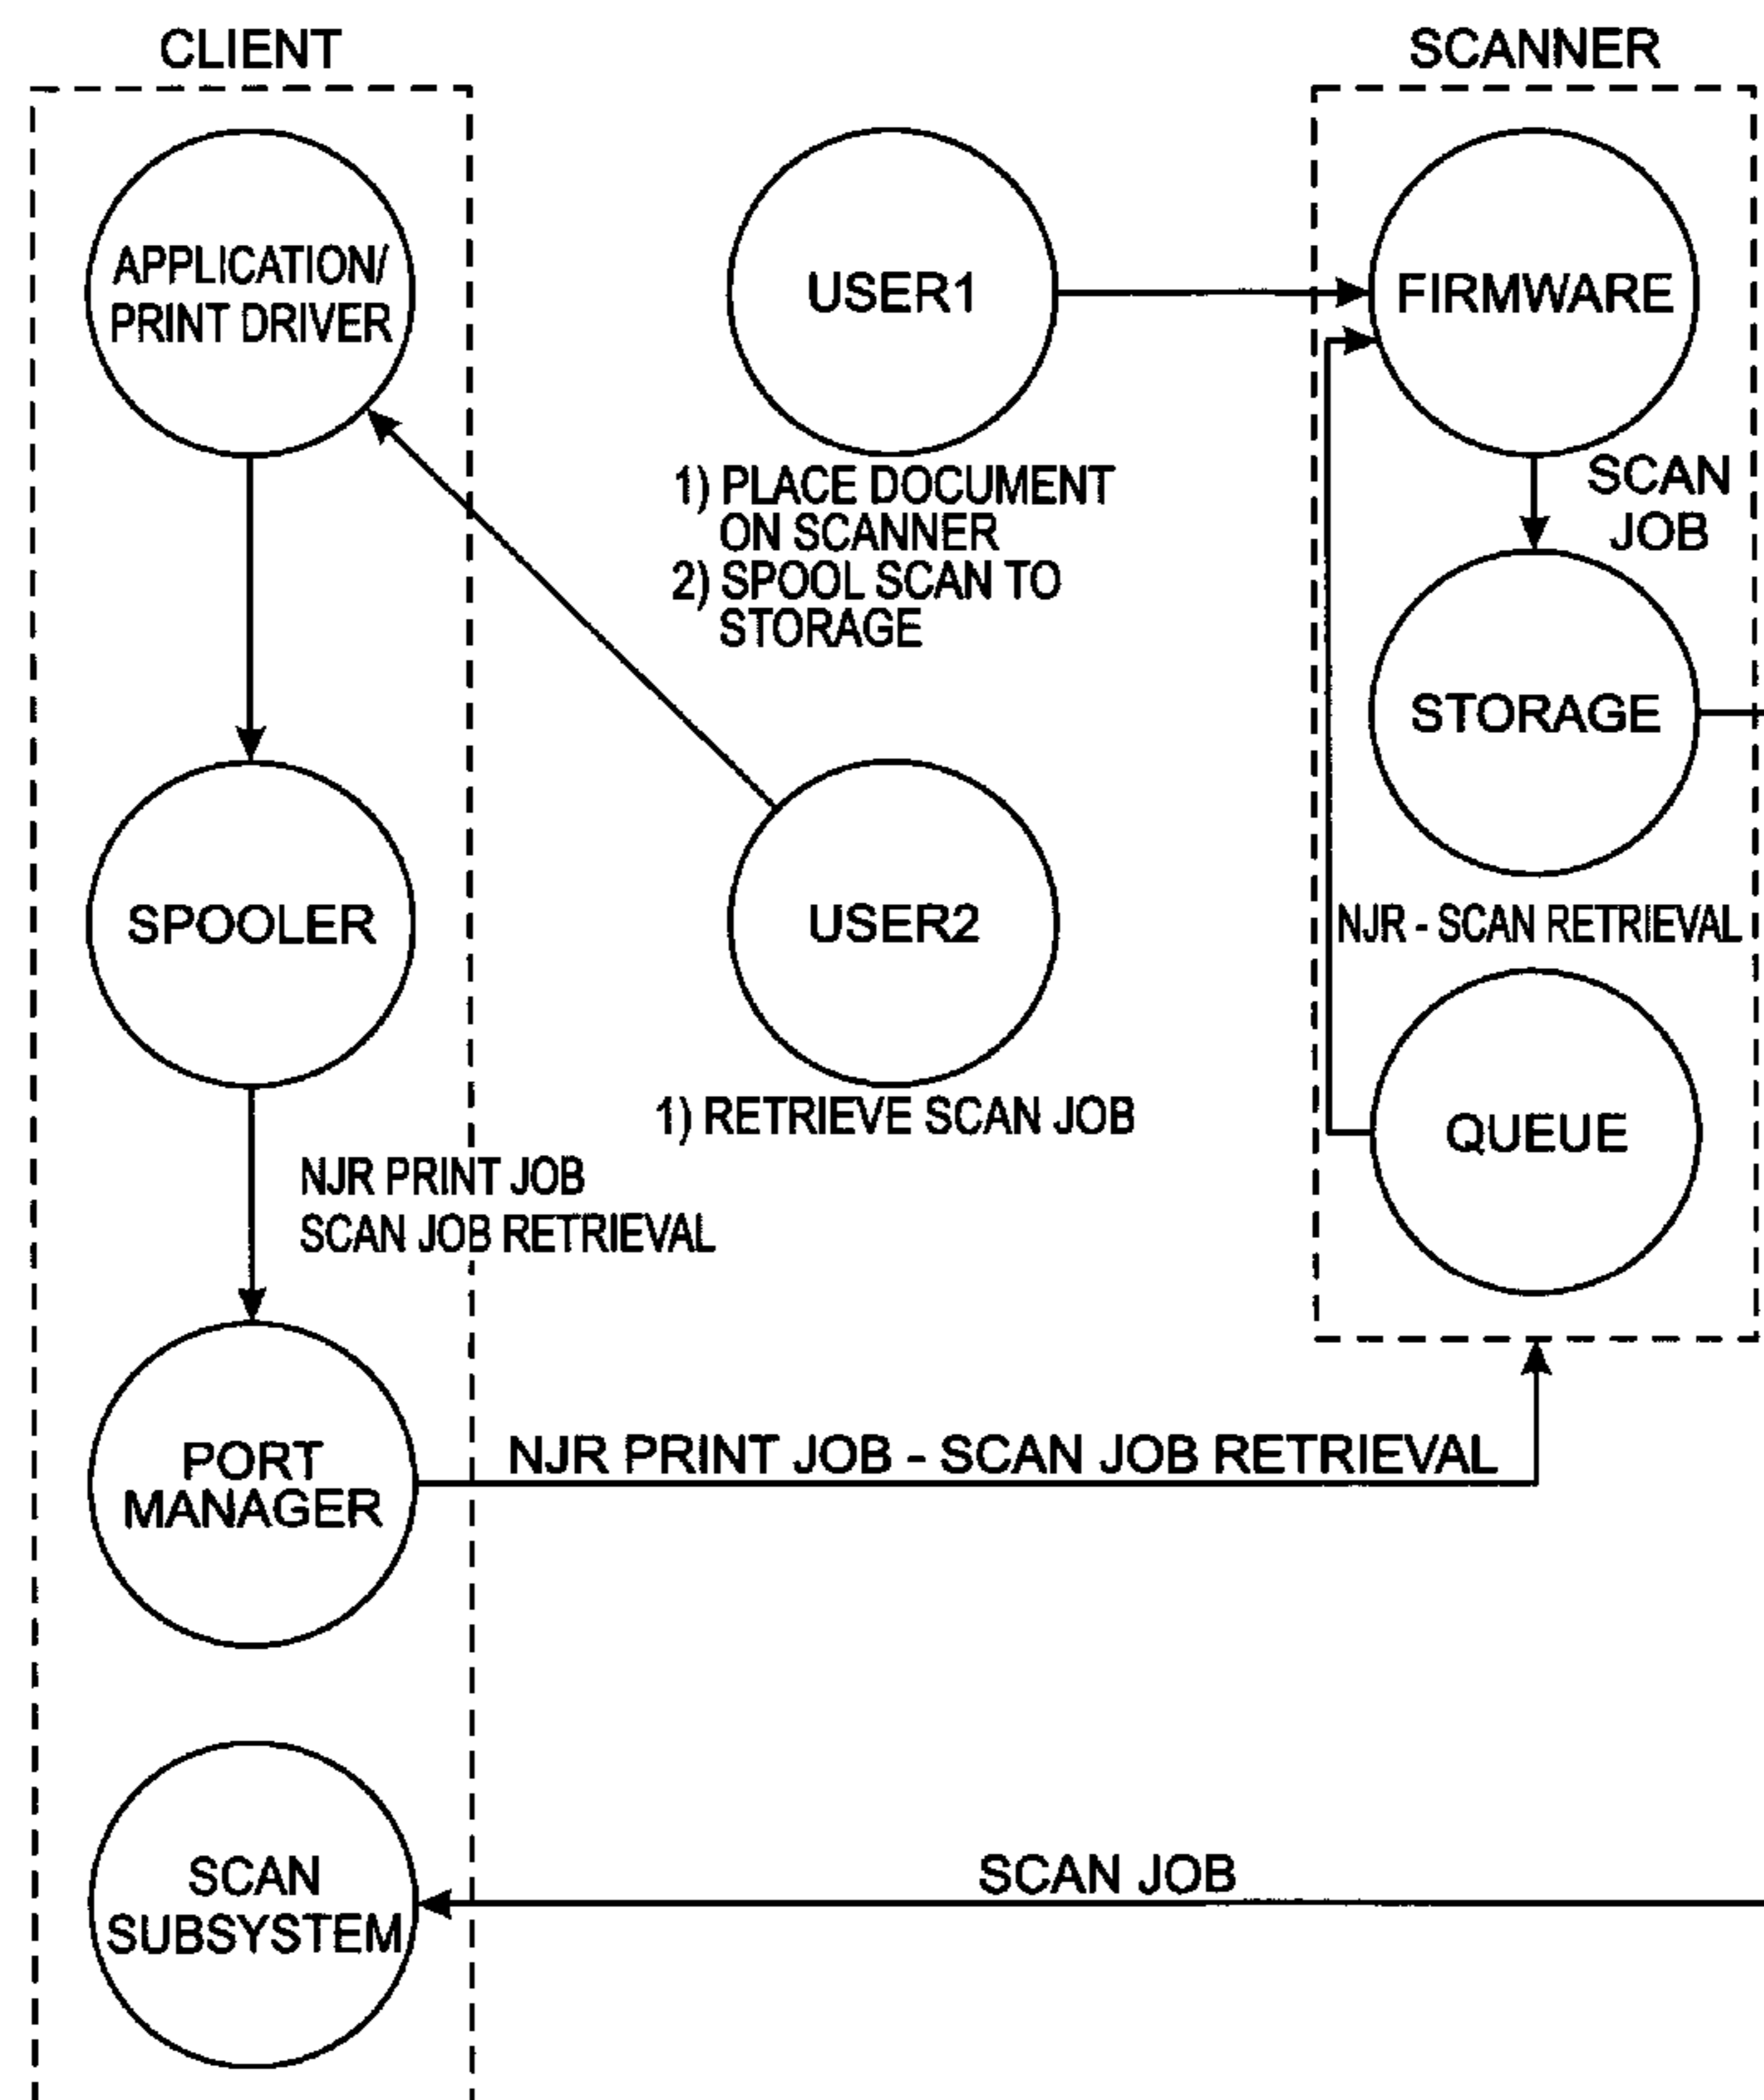 CLIENT
SCANNER
APPLICATION/
PRINT DRIVER
USER1
FIRMWARE
1) PLACE DOCUMENT
ON SCANNER
2) SPOOL SCAN TO
STORAGE
SCAN
JOB
STORAGE
SPOOLER
USER2
NJR - SCAN RETRIEVAL
1) RETRIEVE SCAN JOB
QUEUE
NJR PRINT JOB
SCAN JOB RETRIEVAL
PORT
MANAGER
NJR PRINT JOB - SCAN JOB RETRIEVAL
SCAN
SUBSYSTEM
SCAN JOB